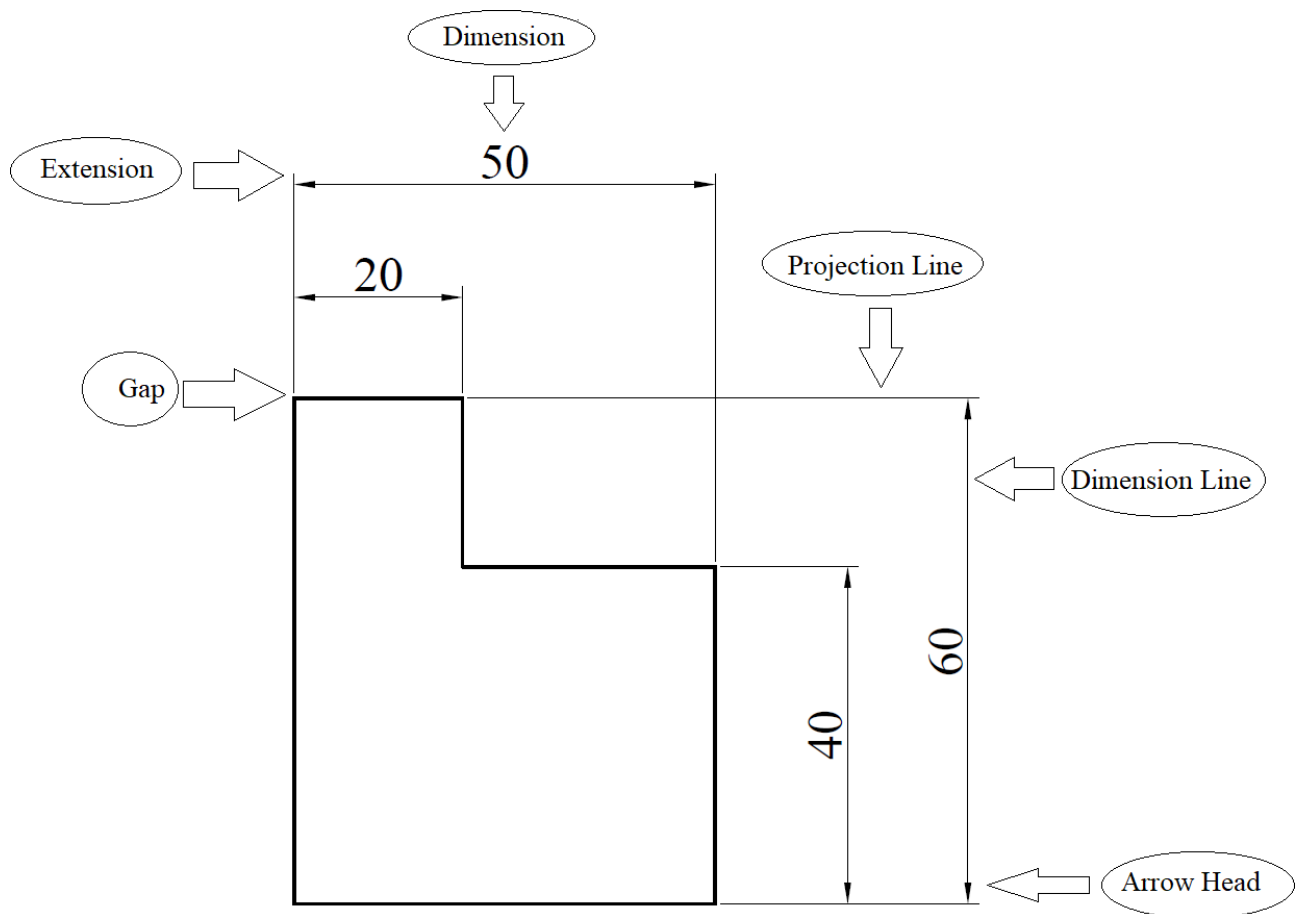 Dimension
Extension
50
Projection Line
20
Gap
Dimension Line
60
40
Arrow Head